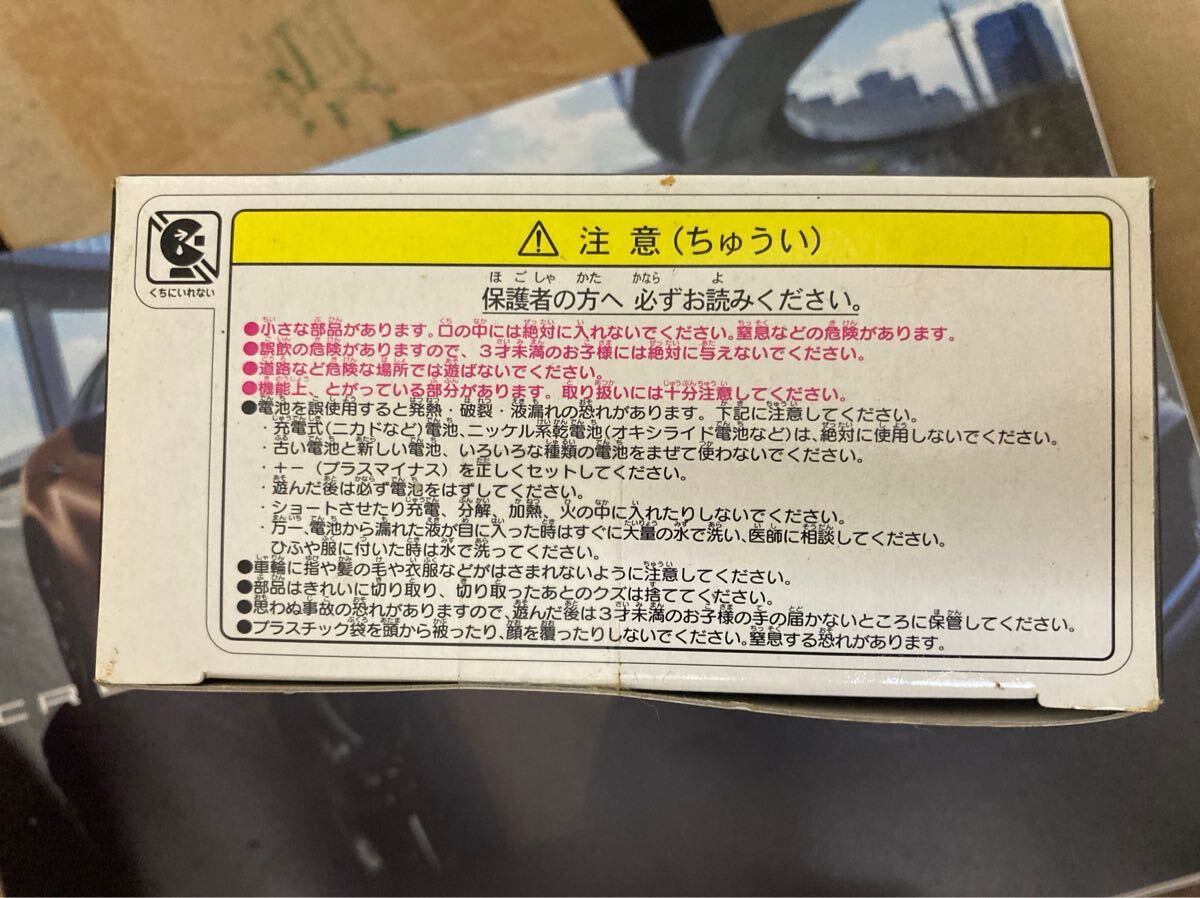 くちにいれない
⚠ 注 意 (ちゅうい)
保護者の方へ 必ずお読みください。
●小さな部品があります。口の中には絶対に入れないでください。窒息などの危険があります。
●誤飲の危険がありますので、3才未満のお子様には絶対に与えないでください。
●道路など危険な場所では遊ばないでください。
●機能上、とがっている部分があります。取り扱いには十分注意してください。
●電池を誤使用すると発熱・破裂・液漏れの恐れがあります。下記に注意してください。
・充電式(ニカドなど)電池、ニッケル系乾電池(オキシライド電池など)は、絶対に使用しないでください。
・古い電池と新しい電池、いろいろな種類の電池をまぜて使わないでください。
・+-(プラスマイナス)を正しくセットしてください。
・遊んだ後は必ず電池をはずしてください。
・ショートさせたり充電、分解、加熱、火の中に入れたりしないでください。
・万一、電池から漏れた液が目に入った時はすぐに大量の水で洗い、医師に相談してください。
ひふや服に付いた時は水で洗ってください。
●車輪に指や髪の毛や衣服などがはさまれないように注意してください。
●部品はきれいに切り取り、切り取ったあとのクズは捨ててください。
●思わぬ事故の恐れがありますので、遊んだ後は3才未満のお子様の手の届かないところに保管してください。
●プラスチック袋を頭から被ったり、顔を覆ったりしないでください。窒息する恐れがあります。